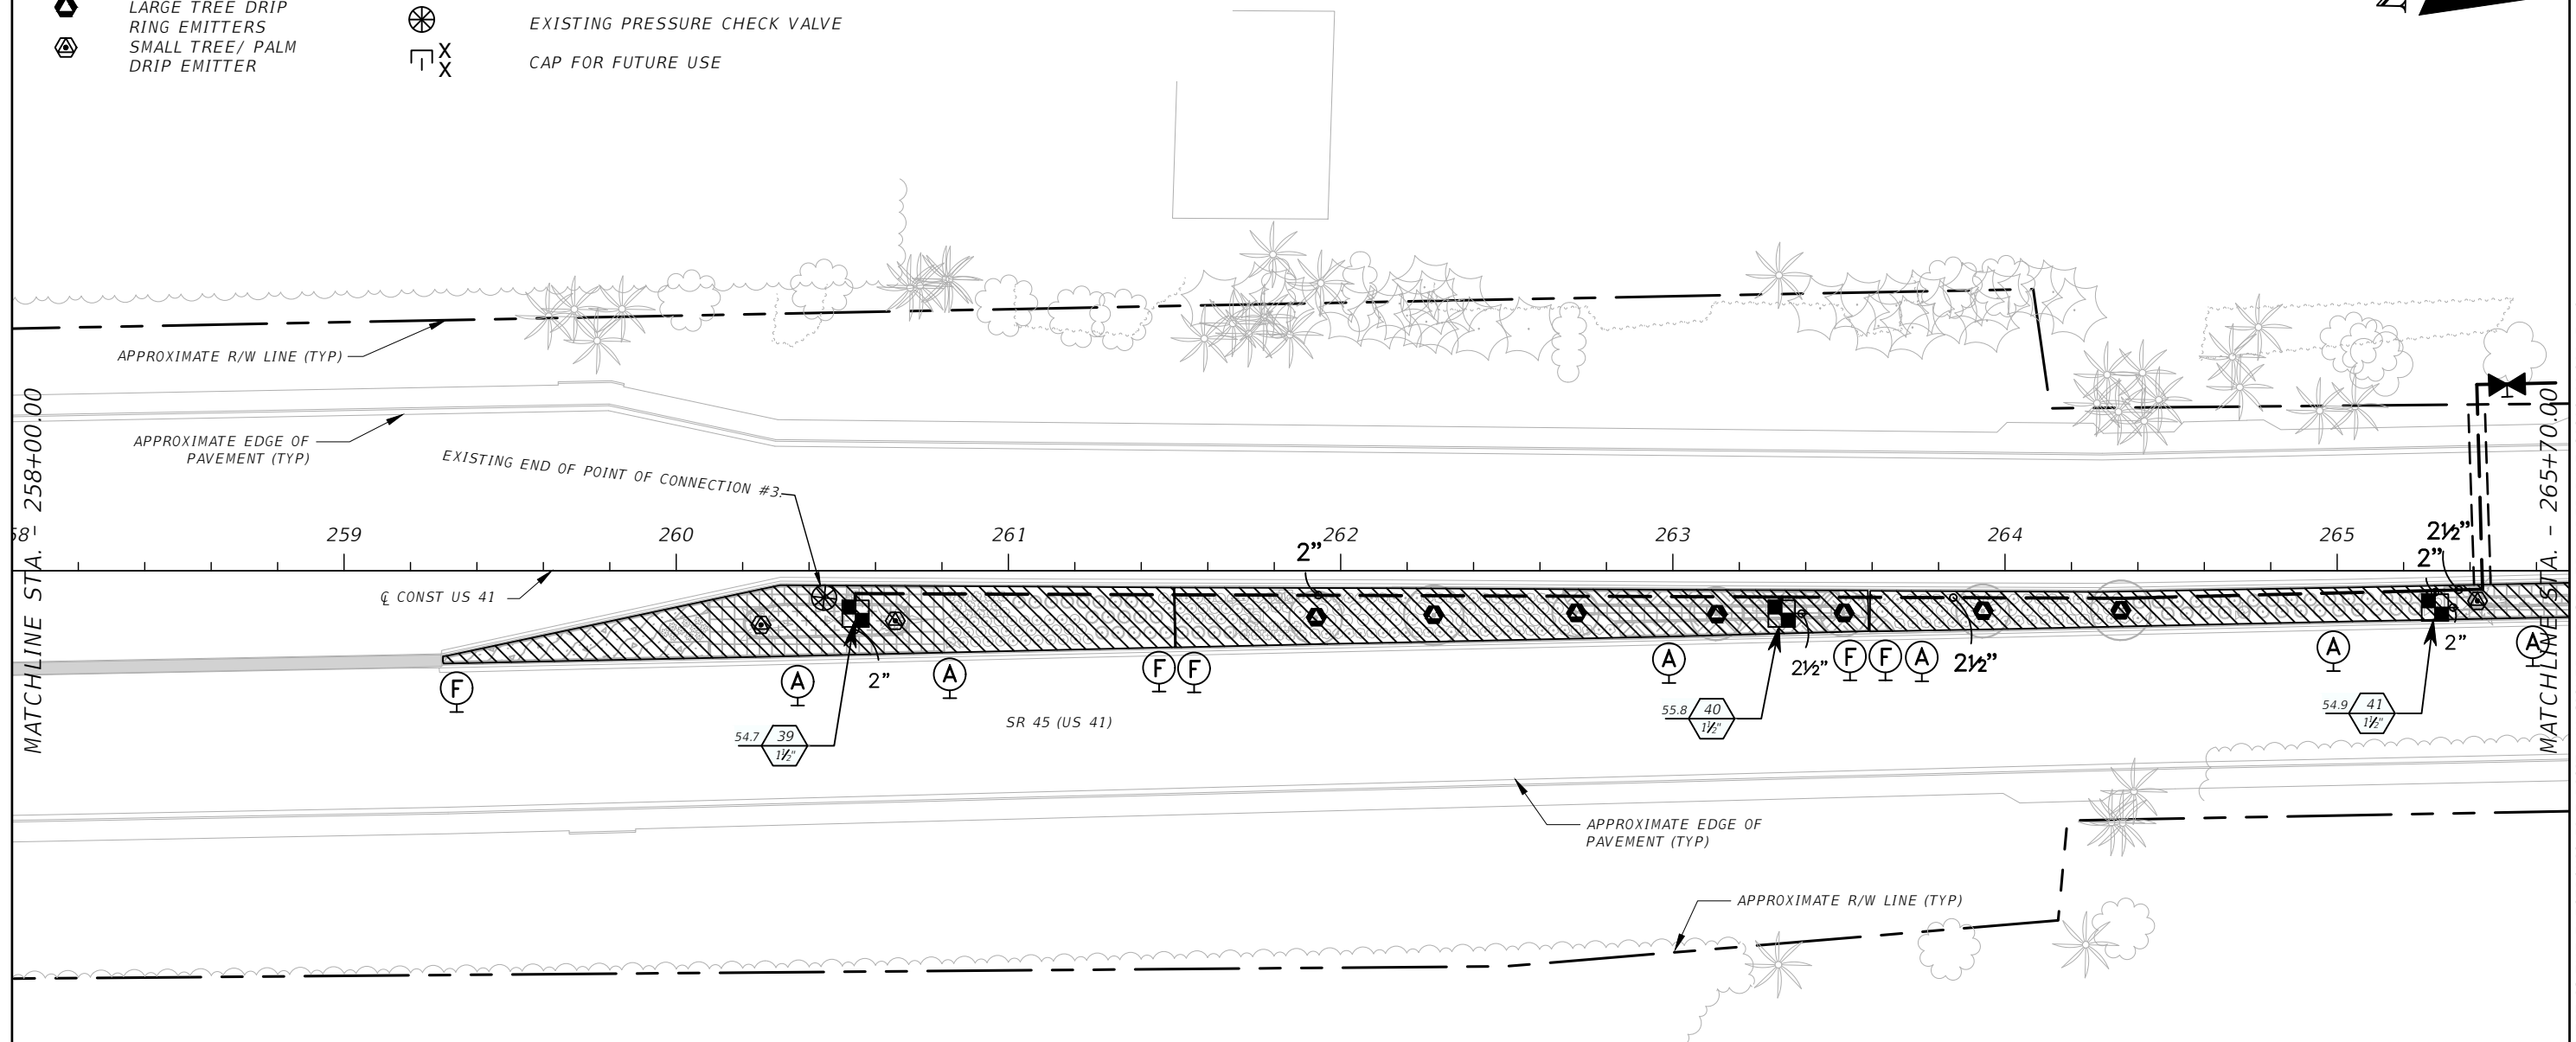 LARGE TREE DRIP
RING EMITTERS
SMALL TREE/ PALM
DRIP EMITTER
EXISTING PRESSURE CHECK VALVE
X
X
CAP FOR FUTURE USE
APPROXIMATE R/W LINE (TYP)
APPROXIMATE EDGE OF
PAVEMENT (TYP)
EXISTING END OF POINT OF CONNECTION #3.
MATCHLINE STA. - 258+00.00
MATCHLINE STA. - 265+70.00
58
259
260
261
262
263
264
265
2"
2½"
2"
℄ CONST US 41
F
A
2"
A
F
F
A
2½"
F
F
A
2½"
A
2"
A
54.7
39
1½"
SR 45 (US 41)
55.8
40
1½"
54.9
41
1½"
APPROXIMATE EDGE OF
PAVEMENT (TYP)
APPROXIMATE R/W LINE (TYP)